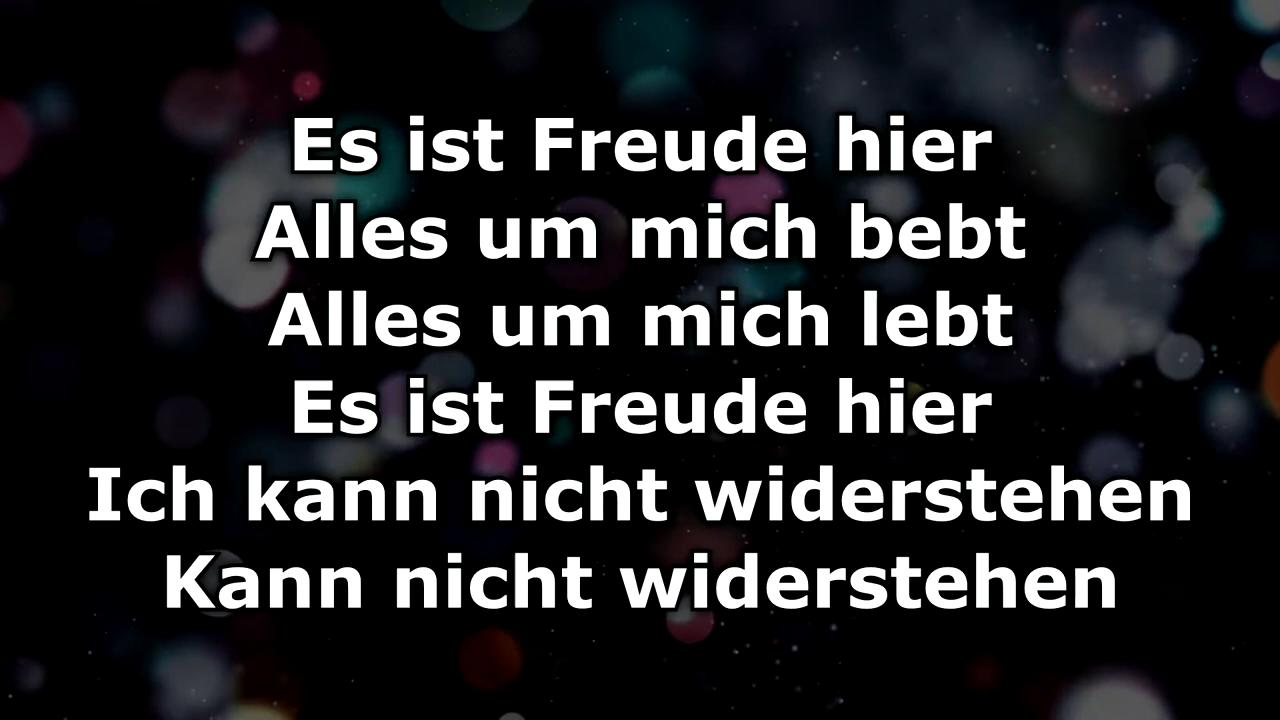 Es ist Freude hier
Alles um mich bebt
Alles um mich lebt
Es ist Freude hier
Ich kann nicht widerstehen
Kann nicht widerstehen